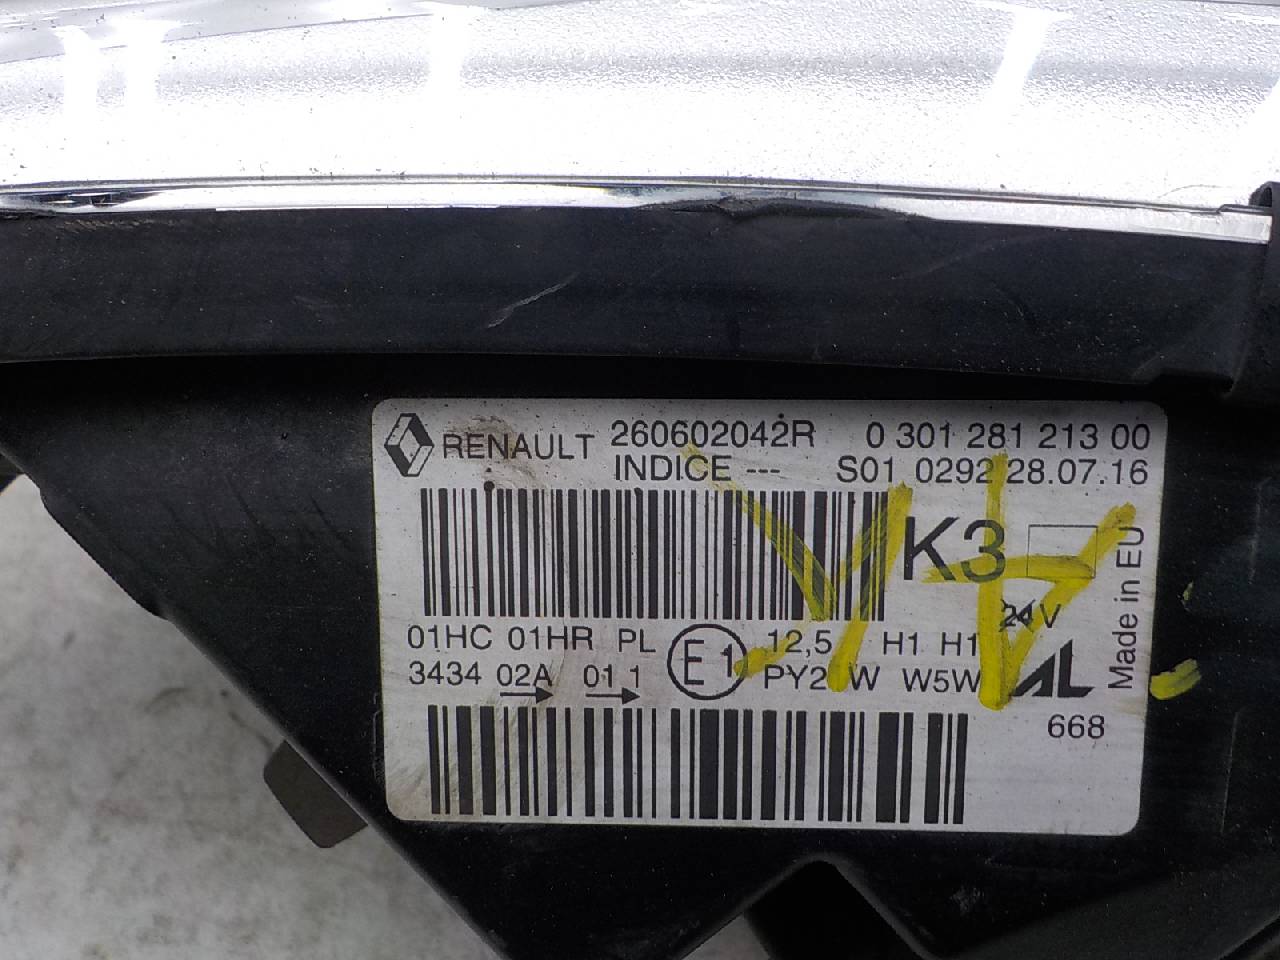 RENAULT 260602042R 0 301 281 213 00
INDICE --- S01 0292 28.07.16
K3
24V
01HC 01HR PL E1 12,5 H1 H1
3434 02A 01 1 W5W AL
668
Made in EU